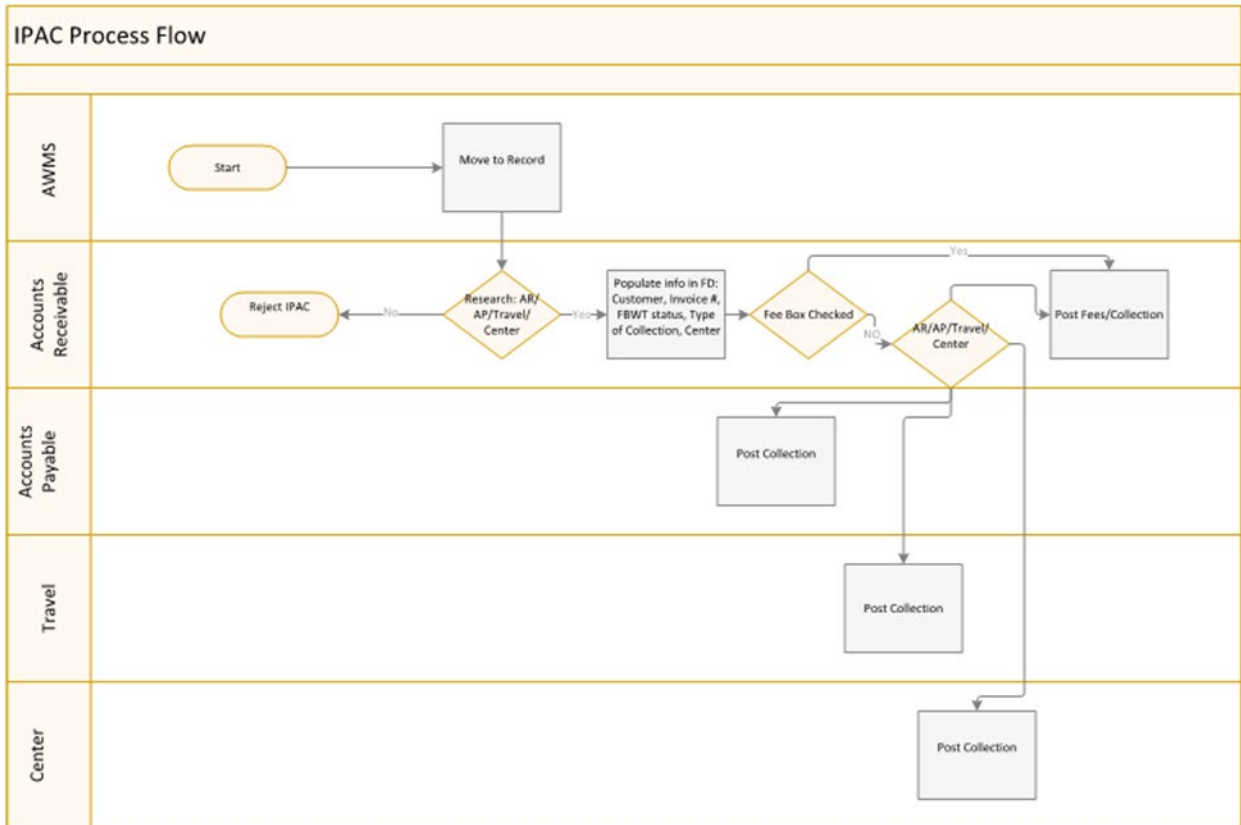 IPAC Process Flow
AWMS
Start
Move to Record
Accounts
Receivable
Reject IPAC
No
Research: AR/
AP/Travel/
Center
Yes
Populate info in FD:
Customer, Invoice #,
FBWT status, Type
of Collection, Center
Fee Box Checked
Yes
NO
AR/AP/Travel/
Center
Post Fees/Collection
Accounts
Payable
Post Collection
Travel
Post Collection
Center
Post Collection